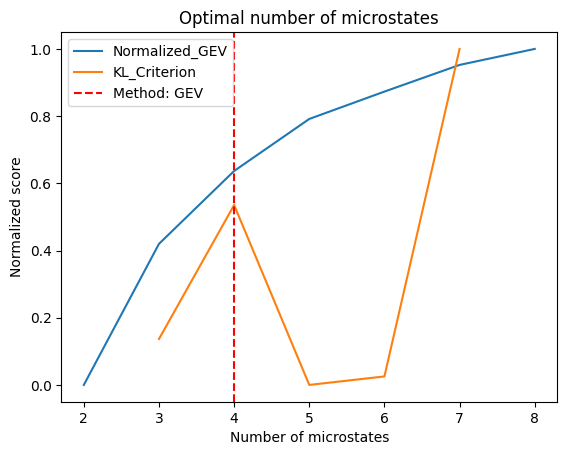 Optimal number of microstates
Normalized_GEV
KL_Criterion
Method: GEV
Normalized score
1.0
0.8
0.6
0.4
0.2
0.0
2 3 4 5 6 7 8
Number of microstates